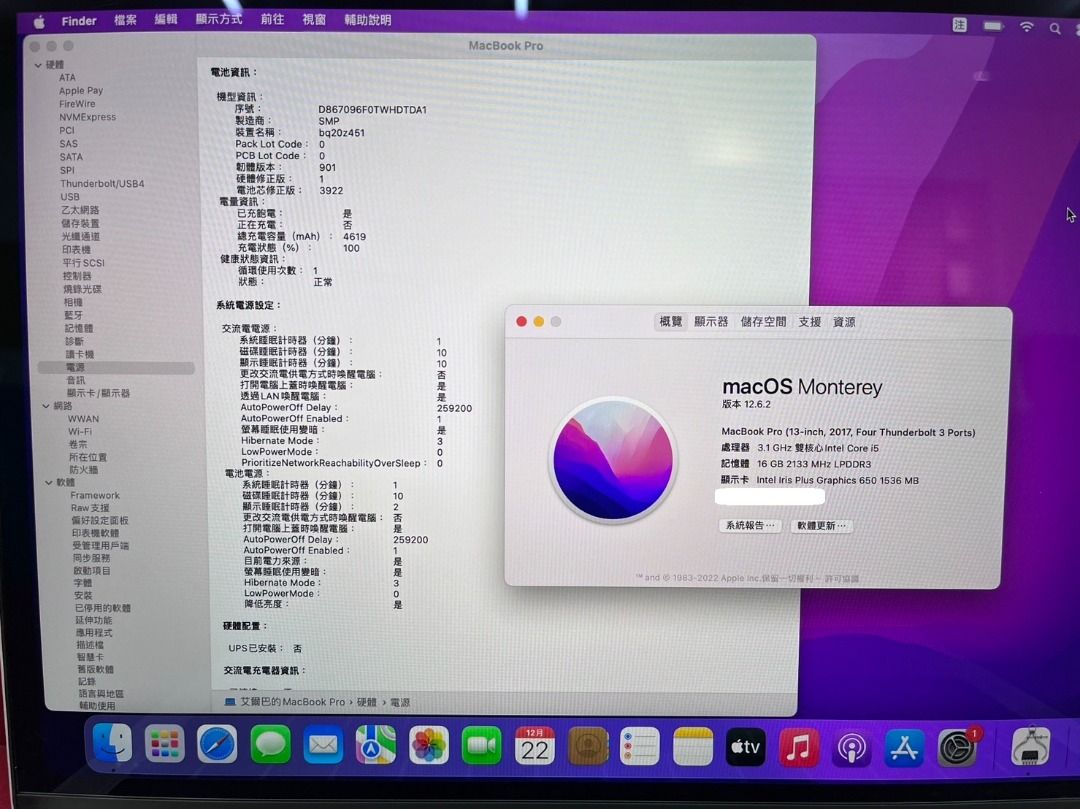 Finder 檔案 編輯 顯示方式 前往 視窗 輔助說明 注
MacBook Pro
硬體
ATA
Apple Pay
FireWire
NVMExpress
PCI
SAS
SATA
SPI
Thunderbolt/USB4
USB
乙太網路
儲存裝置
光纖通道
印表機
平行 SCSI
控制器
燒錄光碟
相機
藍牙
記憶體
診斷
讀卡機
電源
音訊
顯示卡/顯示器
網路
WWAN
Wi-Fi
卷宗
所在位置
防火牆
軟體
Framework
Raw 支援
偏好設定面板
印表機軟體
受管理用戶端
同步服務
啟動項目
字體
安裝
已停用的軟體
延伸功能
應用程式
描述檔
智慧卡
舊版軟體
記錄
語言與地區
輔助使用
電池資訊：
機型資訊：
序號： D867096F0TWHDTDA1
製造商： SMP
裝置名稱： bq20z451
Pack Lot Code： 0
PCB Lot Code： 0
韌體版本： 901
硬體修正版： 1
電池芯修正版： 3922
電量資訊：
已充飽電： 是
正在充電： 否
總充電容量（mAh）： 4619
充電狀態（%）： 100
健康狀態資訊：
循環使用次數： 1
狀態： 正常
系統電源設定：
交流電電源：
系統睡眠計時器（分鐘）： 1
磁碟睡眠計時器（分鐘）： 10
顯示睡眠計時器（分鐘）： 10
更改交流電供電方式時喚醒電腦： 否
打開電腦上蓋時喚醒電腦： 是
透過LAN喚醒電腦： 是
AutoPowerOff Delay： 259200
AutoPowerOff Enabled： 1
螢幕睡眠使用變暗： 是
Hibernate Mode： 3
LowPowerMode： 0
PrioritizeNetworkReachabilityOverSleep： 0
電池電源：
系統睡眠計時器（分鐘）： 1
磁碟睡眠計時器（分鐘）： 10
顯示睡眠計時器（分鐘）： 2
更改交流電供電方式時喚醒電腦： 否
打開電腦上蓋時喚醒電腦： 是
AutoPowerOff Delay： 259200
AutoPowerOff Enabled： 1
目前電力來源： 是
螢幕睡眠使用變暗： 是
Hibernate Mode： 3
LowPowerMode： 0
降低亮度： 是
硬體配置：
UPS已安裝： 否
交流電充電器資訊：
艾爾巴的MacBook Pro › 硬體 › 電源
概覽 顯示器 儲存空間 支援 資源
macOS Monterey
版本 12.6.2
MacBook Pro (13-inch, 2017, Four Thunderbolt 3 Ports)
處理器 3.1 GHz 雙核心Intel Core i5
記憶體 16 GB 2133 MHz LPDDR3
顯示卡 Intel Iris Plus Graphics 650 1536 MB
系統報告⋯ 軟體更新⋯
™ and © 1983-2022 Apple Inc.保留一切權利。 許可協議
12月
22
tv
1